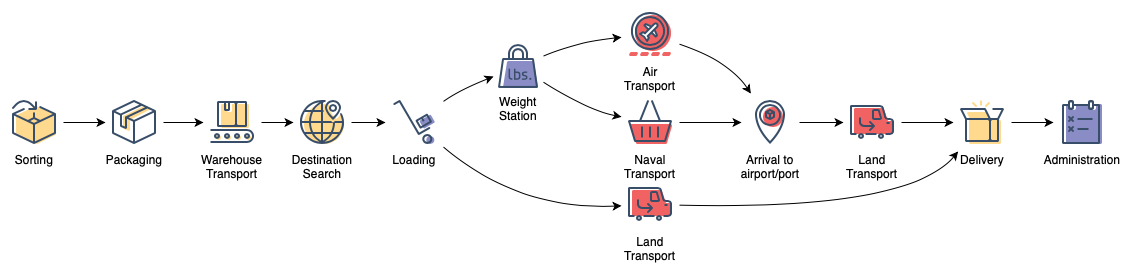 Sorting
Packaging
Warehouse
Transport
Destination
Search
Loading
lbs.
Weight
Station
Air
Transport
Naval
Transport
Land
Transport
Arrival to
airport/port
Land
Transport
Delivery
Administration